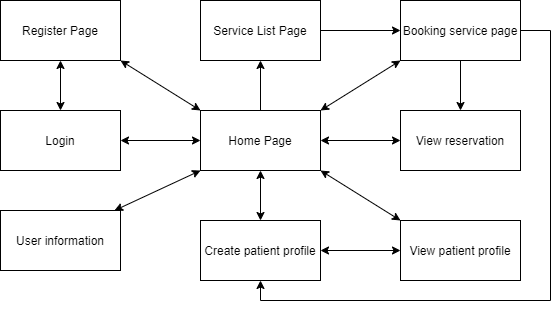 Register Page
Service List Page
Booking service page
Login
Home Page
View reservation
User information
Create patient profile
View patient profile